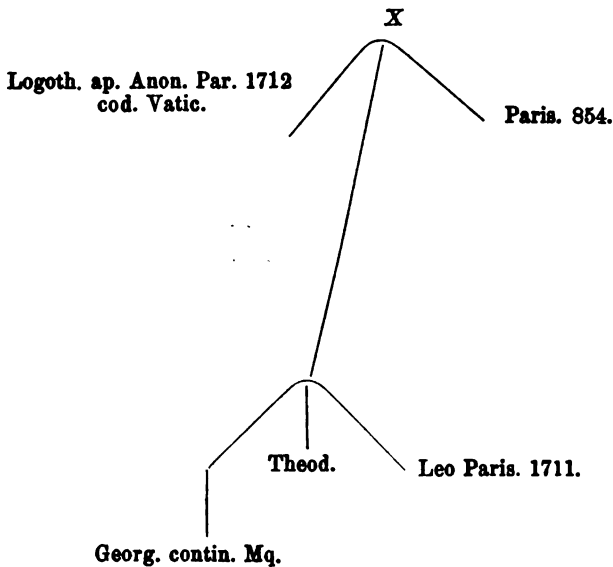 X
Logoth. ap. Anon. Par. 1712
cod. Vatic.
Paris. 854.
Theod.
Leo Paris. 1711.
Georg. contin. Mq.